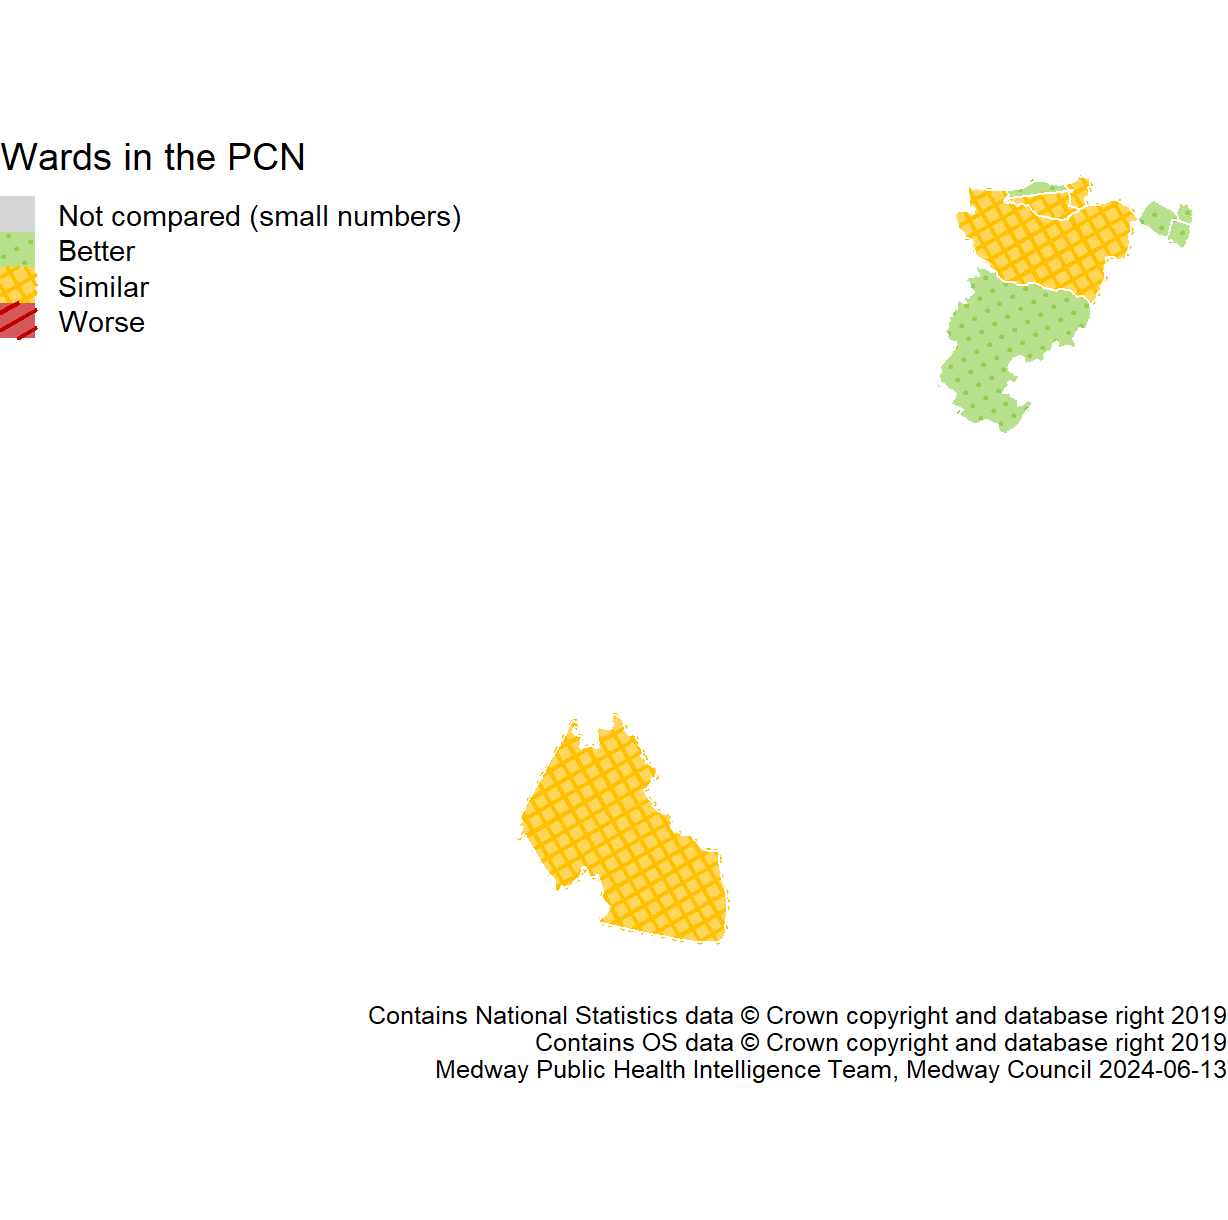 Wards in the PCN
Not compared (small numbers)
Better
Similar
Worse
Contains National Statistics data © Crown copyright and database right 2019
Contains OS data © Crown copyright and database right 2019
Medway Public Health Intelligence Team, Medway Council 2024-06-13